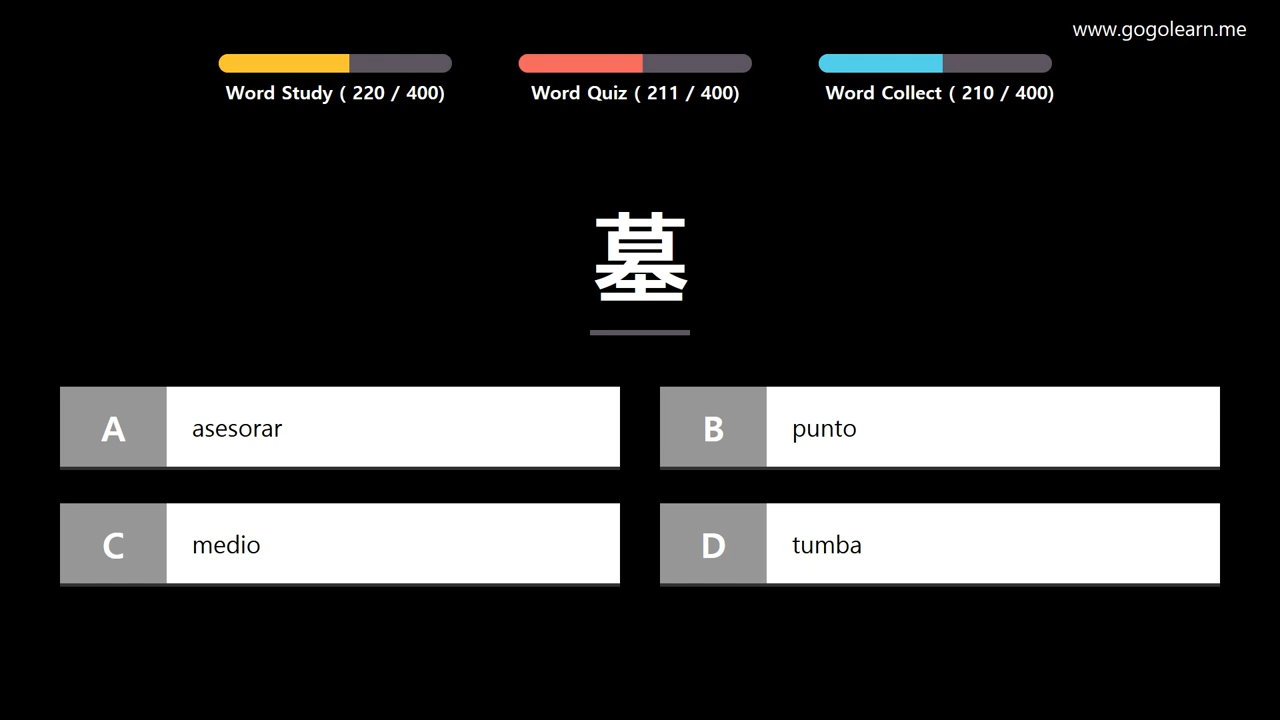 www.gogolearn.me
Word Study ( 220 / 400)
Word Quiz ( 211 / 400)
Word Collect ( 210 / 400)
墓
A asesorar
B punto
C medio
D tumba